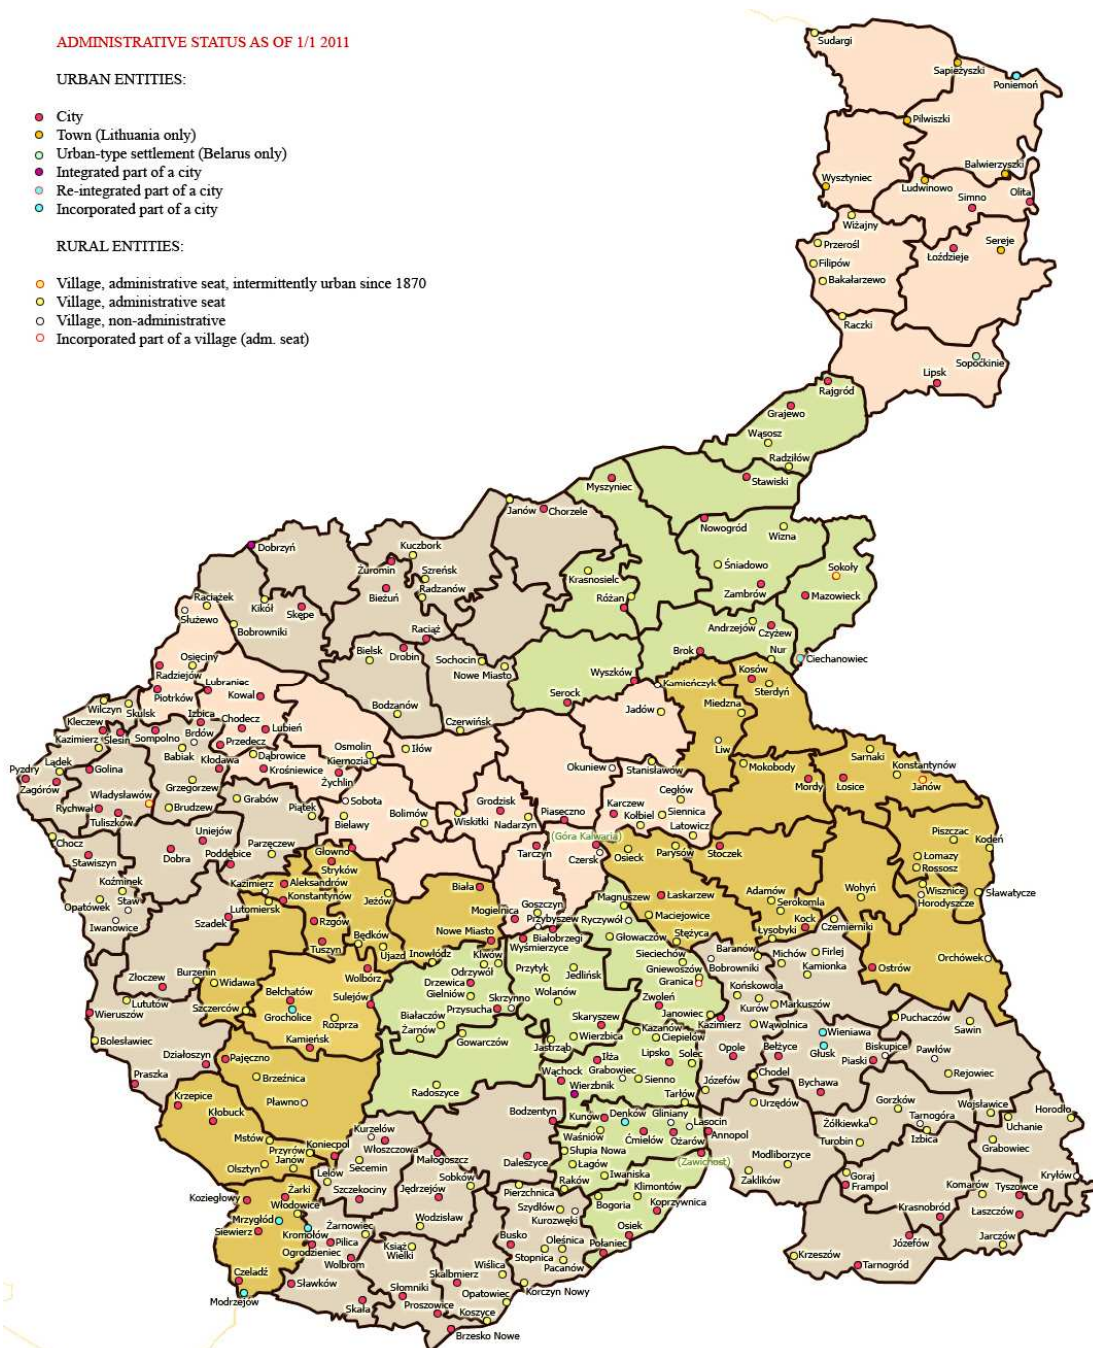 ADMINISTRATIVE STATUS AS OF 1/1 2011
URBAN ENTITIES:
City
Town (Lithuania only)
Urban-type settlement (Belarus only)
Integrated part of a city
Re-integrated part of a city
Incorporated part of a city
RURAL ENTITIES:
Village, administrative seat, intermittently urban since 1870
Village, administrative seat
Village, non-administrative
Incorporated part of a village (adm. seat)
Sudargi
Sapieżyszki
Poniemoń
Pilwiszki
Balwierzyszki
Wysztyniec
Ludwinowo
Simno
Olita
Wiżajny
Przerośl
Sereje
Łoździeje
Filipów
Bakałarzewo
Raczki
Sopoćkinie
Lipsk
Rajgród
Grajewo
Wąsosz
Radziłów
Stawiski
Myszyniec
Janów
Chorzele
Nowogród
Wizna
Dobrzyń
Kuczbork
Żuromin
Szreńsk
Krasnosielc
Śniadowo
Sokoły
Bieżuń
Radzanów
Różan
Zambrów
Mazowieck
Raciążek
Służewo
Kikół
Skępe
Bobrowniki
Raciąż
Andrzejów
Czyżew
Bielsk
Drobin
Sochocin
Nowe Miasto
Brok
Nur
Ciechanowiec
Osięciny
Radziejów
Lubraniec
Piotrków
Kowal
Wyszków
Kamieńczyk
Kosów
Sterdyń
Serock
Bodzanów
Czerwińsk
Jadów
Miedzna
Wilczyn
Skulsk
Kleczew
Izbica
Chodecz
Lubień
Kazimierz
Ślesin
Sompolno
Brdów
Przedecz
Osmolin
Iłów
Liw
Sarnaki
Lądek
Babiak
Dąbrowice
Kiernozia
Okuniew
Stanisławów
Mokobody
Konstantynów
Pyzdry
Golina
Kłodawa
Krośniewice
Żychlin
Mordy
Łosice
Janów
Zagórów
Grzegorzew
Cegłów
Władysławów
Grabów
Sobota
Grodzisk
Karczew
Siennica
Rychwał
Brudzew
Piątek
Bolimów
Wiskitki
Piaseczno
Kołbiel
Tuliszków
Bielawy
Nadarzyn
Latowicz
Chocz
Uniejów
Parzęczew
(Góra Kalwaria)
Piszczac
Kodeń
Stawiszyn
Dobra
Poddębice
Głowno
Tarczyn
Czersk
Osieck
Parysów
Stoczek
Łomazy
Stryków
Rossosz
Koźminek
Kazimierz
Aleksandrów
Biała
Magnuszew
Łaskarzew
Adamów
Wohyń
Wisznice
Sławatycze
Opatówek
Staw
Konstantynów
Jeżów
Goszczyn
Serokomla
Horodyszcze
Lutomiersk
Iwanowice
Szadek
Rzgów
Mogielnica
Przybyszew
Ryczywół
Maciejowice
Kock
Czemierniki
Tuszyn
Będków
Nowe Miasto
Białobrzegi
Głowaczów
Stężyca
Łysobyki
Ujazd
Inowłódz
Wyśmierzyce
Sieciechów
Baranów
Firlej
Orchówek
Klwów
Michów
Złoczew
Burzenin
Wolbórz
Odrzywół
Przytyk
Jedlińsk
Gniewoszów
Bobrowniki
Kamionka
Ostrów
Widawa
Drzewica
Granica
Lututów
Bełchatów
Sulejów
Gielniów
Skrzynno
Wolanów
Zwoleń
Końskowola
Wieruszów
Szczerców
Grocholice
Przysucha
Kurów
Markuszów
Białaczów
Skaryszew
Janowiec
Puchaczów
Rozprza
Kazanów
Kazimierz
Wąwolnica
Wieniawa
Sawin
Bolesławiec
Żarnów
Wierzbica
Ciepielów
Kamieńsk
Gowarczów
Jastrząb
Opole
Bełżyce
Głusk
Biskupice
Pawłów
Działoszyn
Pajęczno
Iłża
Lipsko
Solec
Piaski
Rejowiec
Praszka
Brzeźnica
Wąchock
Grabowiec
Chodel
Krzepice
Radoszyce
Wierzbnik
Sienno
Józefów
Bychawa
Pławno
Tarłów
Urzędów
Gorzków
Wojsławice
Horodło
Kłobuck
Bodzentyn
Kunów
Denków
Gliniany
Lasocin
Żółkiewka
Tarnogóra
Uchanie
Kurzelów
Waśniów
Annopol
Izbica
Mstów
Koniecpol
Włoszczowa
Ćmielów
Ożarów
Turobin
Grabowiec
Przyrów
Słupia Nowa
Małogoszcz
Modliborzyce
Janów
Secemin
Daleszyce
Łagów
(Zawichost)
Olsztyn
Lelów
Sobków
Iwaniska
Zaklików
Goraj
Kryłów
Raków
Frampol
Komarów
Tyszowce
Koziegłowy
Żarki
Szczekociny
Jędrzejów
Pierzchnica
Klimontów
Włodowice
Szydłów
Bogoria
Koprzywnica
Krasnobród
Łaszczów
Mrzygłód
Wodzisław
Kurozwęki
Siewierz
Kromołów
Żarnowiec
Osiek
Ogrodzieniec
Pilica
Książ
Wielki
Busko
Oleśnica
Połaniec
Józefów
Jarczów
Wolbrom
Stopnica
Krzeszów
Czeladź
Wiślica
Pacanów
Tarnogród
Sławków
Słomniki
Skalbmierz
Modrzejów
Opatowiec
Korczyn Nowy
Skała
Proszowice
Koszyce
Brzesko Nowe